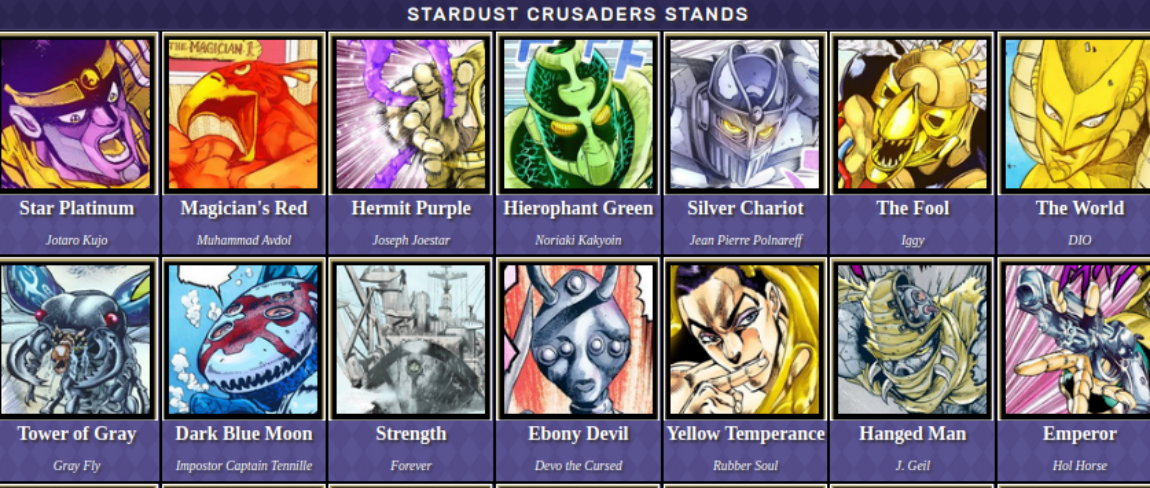 STARDUST CRUSADERS STANDS
THE MAGICIAN
ドドド
Star Platinum Magician's Red Hermit Purple Hierophant Green Silver Chariot The Fool The World
Jotaro Kujo Muhammad Avdol Joseph Joestar Noriaki Kakyoin Jean Pierre Polnareff Iggy DIO
Tower of Gray Dark Blue Moon Strength Ebony Devil Yellow Temperance Hanged Man Emperor
Gray Fly Impostor Captain Tennille Forever Devo the Cursed Rubber Soul J. Geil Hol Horse